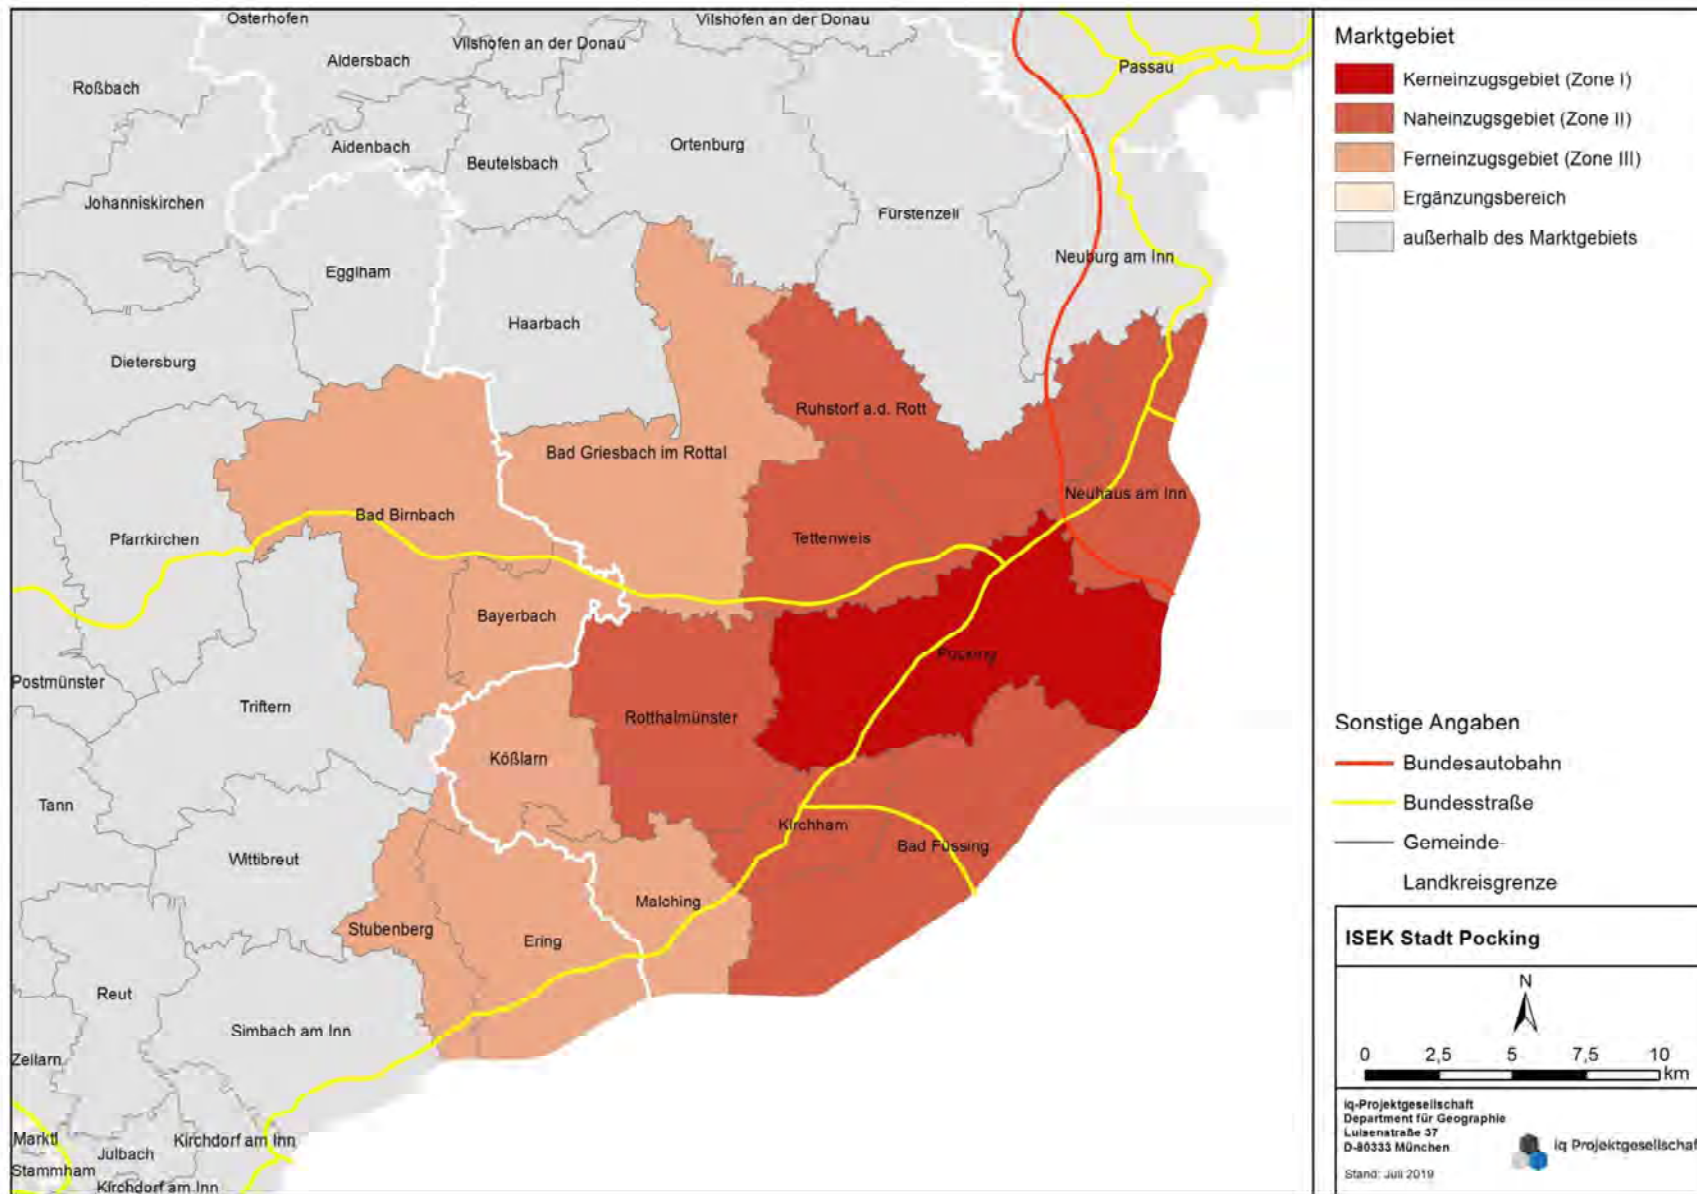 Osterhofen
Vilshofen an der Donau
Vilshofen an der Donau
Aldersbach
Passau
Roßbach
Aidenbach
Beutelsbach
Ortenburg
Johanniskirchen
Fürstenzell
Egglham
Neuburg am Inn
Haarbach
Dietersburg
Ruhstorf a.d. Rott
Bad Griesbach im Rottal
Neuhaus am Inn
Bad Birnbach
Pfarrkirchen
Tettenweis
Bayerbach
Pocking
Postmünster
Triftern
Rotthalmünster
Kößlarn
Tann
Kirchham
Bad Füssing
Wittibreut
Malching
Stubenberg
Ering
Reut
Simbach am Inn
Zeilarn
Marktl
Kirchdorf am Inn
Julbach
Stammham
Kirchdorf am Inn
Marktgebiet
Kerneinzugsgebiet (Zone I)
Naheinzugsgebiet (Zone II)
Ferneinzugsgebiet (Zone III)
Ergänzungsbereich
außerhalb des Marktgebiets
Sonstige Angaben
Bundesautobahn
Bundesstraße
Gemeinde-
Landkreisgrenze
ISEK Stadt Pocking
N
0 2,5 5 7,5 10
km
iq-Projektgesellschaft
Department für Geographie
Luisenstraße 37
D-80333 München
iq Projektgesellschaft
Stand: Juli 2019